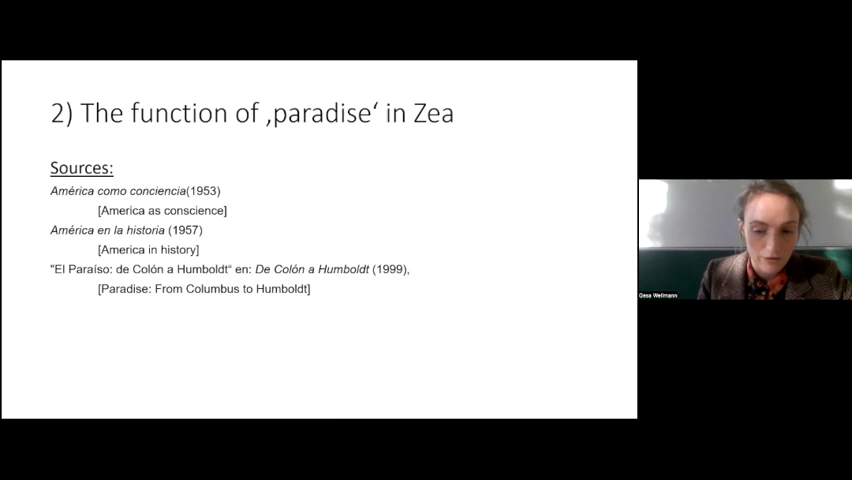 2) The function of ‚paradise‘ in Zea
Sources:
América como conciencia(1953)
[America as conscience]
América en la historia (1957)
[America in history]
"El Paraíso: de Colón a Humboldt“ en: De Colón a Humboldt (1999),
[Paradise: From Columbus to Humboldt]
Gesa Wellmann